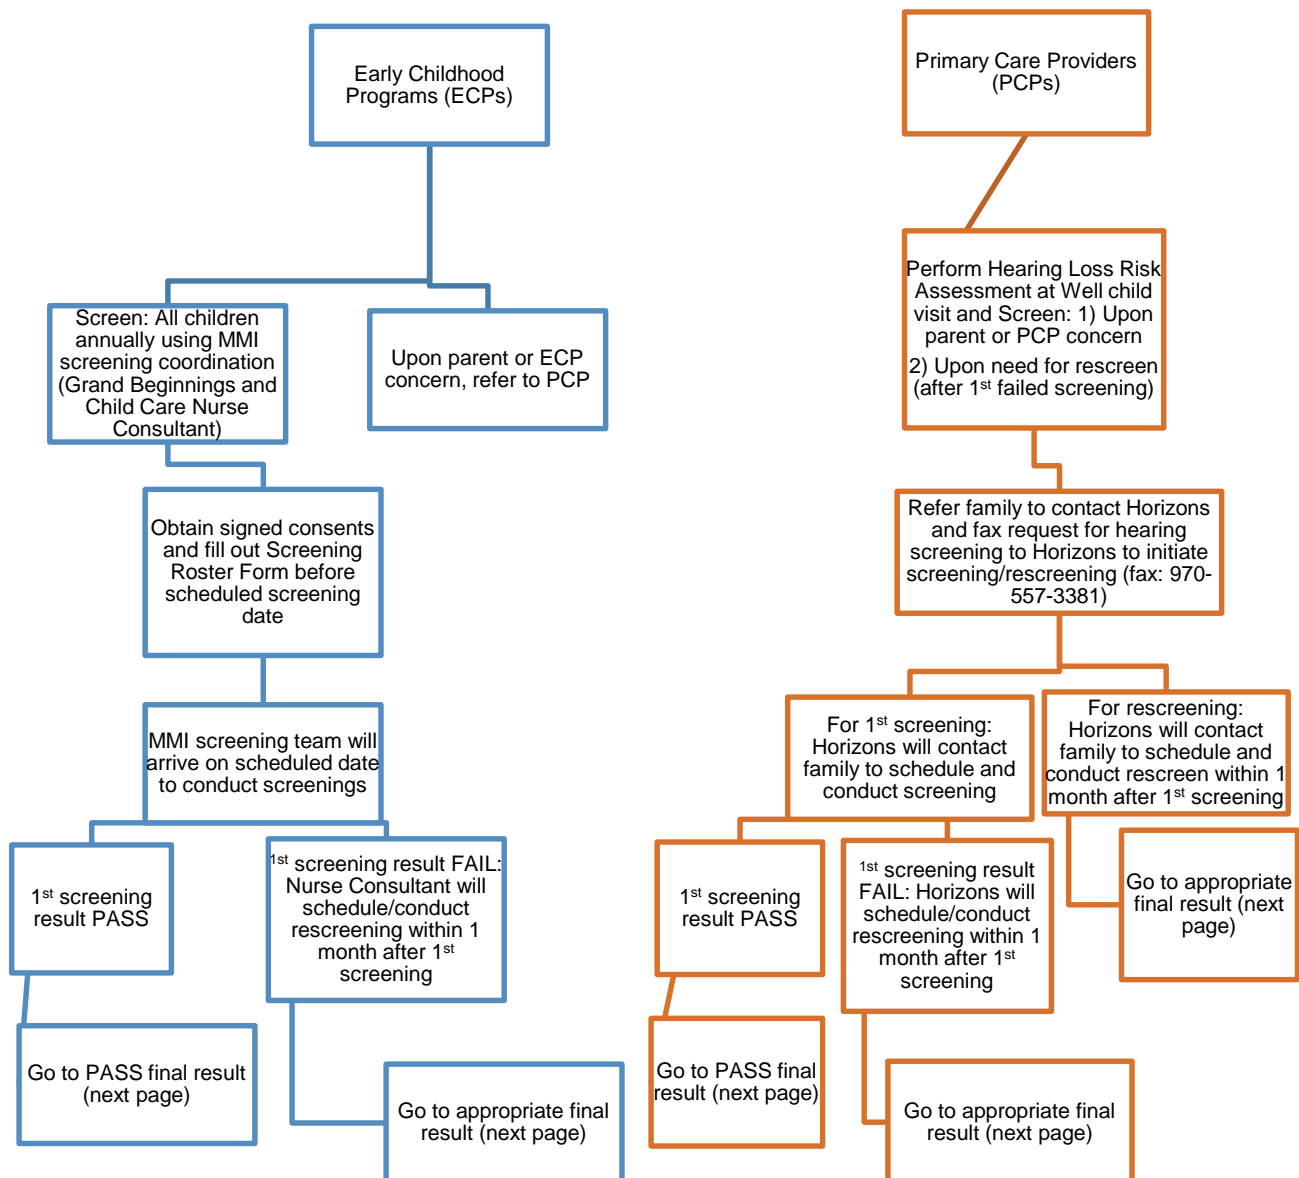 Early Childhood
Programs (ECPs)
Screen: All children
annually using MMI
screening coordination
(Grand Beginnings and
Child Care Nurse
Consultant)
Upon parent or ECP
concern, refer to PCP
Obtain signed consents
and fill out Screening
Roster Form before
scheduled screening
date
MMI screening team will
arrive on scheduled date
to conduct screenings
1st screening
result PASS
1st screening result FAIL:
Nurse Consultant will
schedule/conduct
rescreening within 1
month after 1st
screening
Go to PASS final result
(next page)
Go to appropriate final
result (next page)
Primary Care Providers
(PCPs)
Perform Hearing Loss Risk
Assessment at Well child
visit and Screen: 1) Upon
parent or PCP concern
2) Upon need for rescreen
(after 1st failed screening)
Refer family to contact Horizons
and fax request for hearing
screening to Horizons to initiate
screening/rescreening (fax: 970-
557-3381)
For 1st screening:
Horizons will contact
family to schedule and
conduct screening
For rescreening:
Horizons will contact
family to schedule and
conduct rescreen within 1
month after 1st screening
1st screening
result PASS
1st screening result
FAIL: Horizons will
schedule/conduct
rescreening within 1
month after 1st
screening
Go to appropriate
final result (next
page)
Go to PASS final
result (next page)
Go to appropriate final
result (next page)